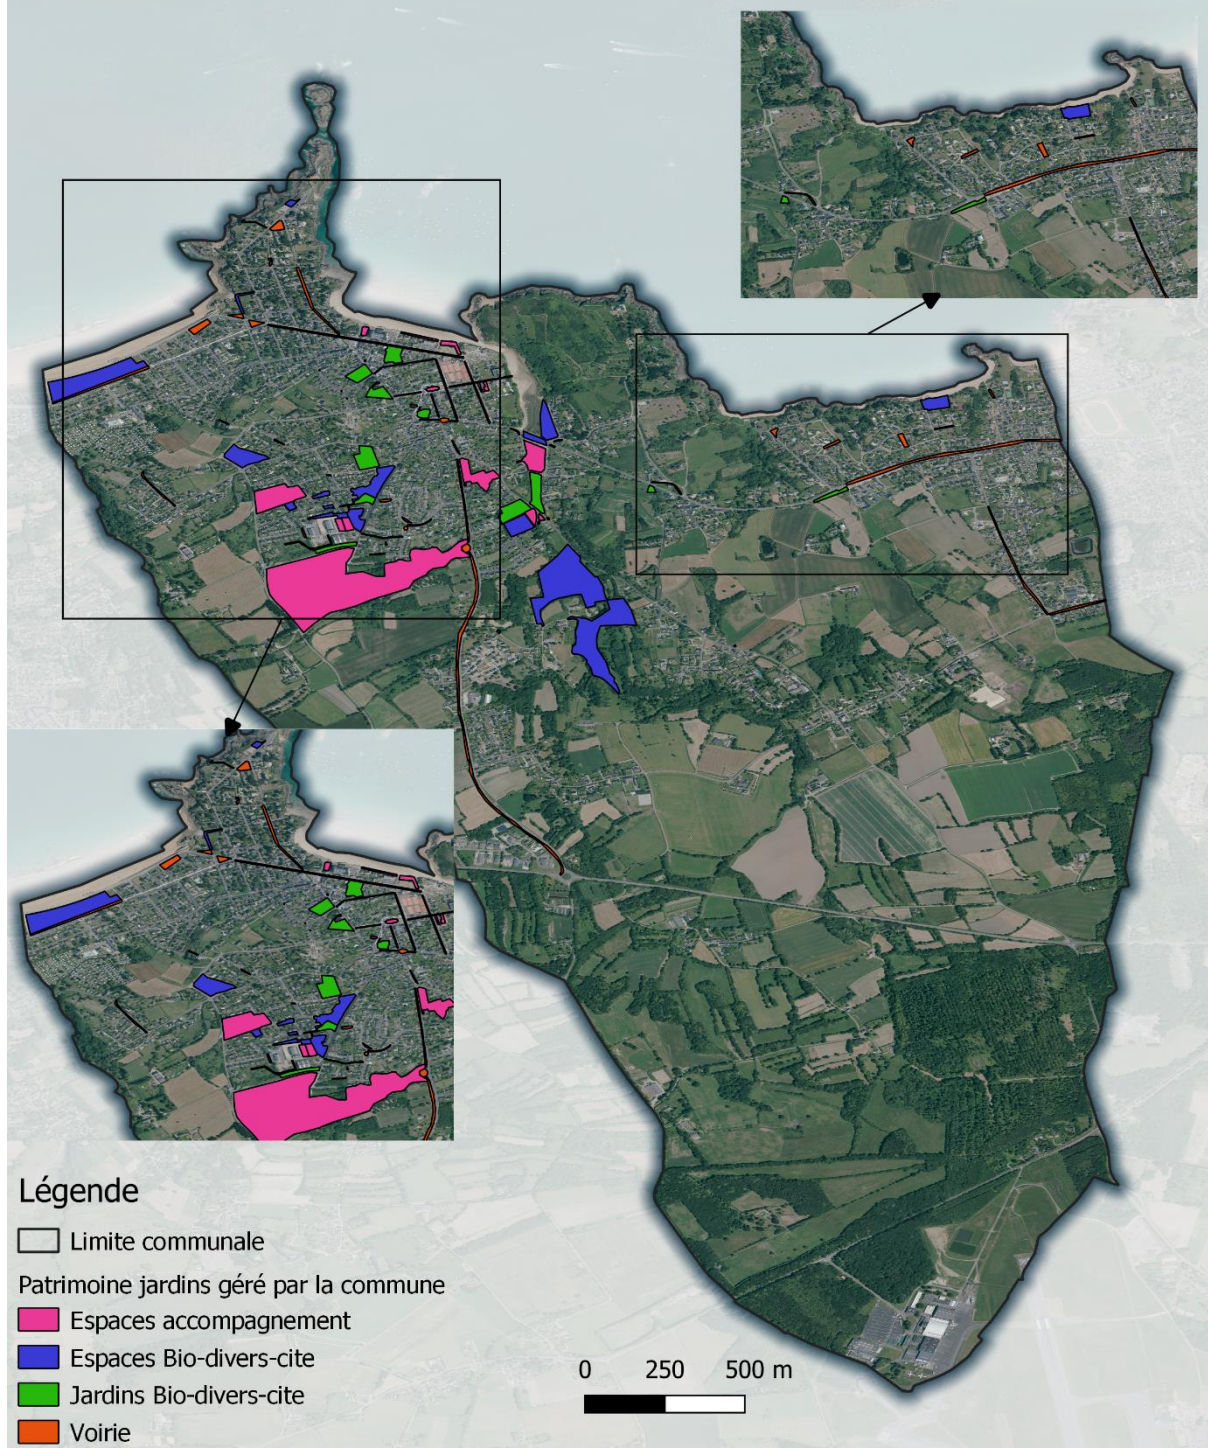 Légende
Limite communale
Patrimoine jardins géré par la commune
Espaces accompagnement
Espaces Bio-divers-cite
Jardins Bio-divers-cite
Voirie
0 250 500 m